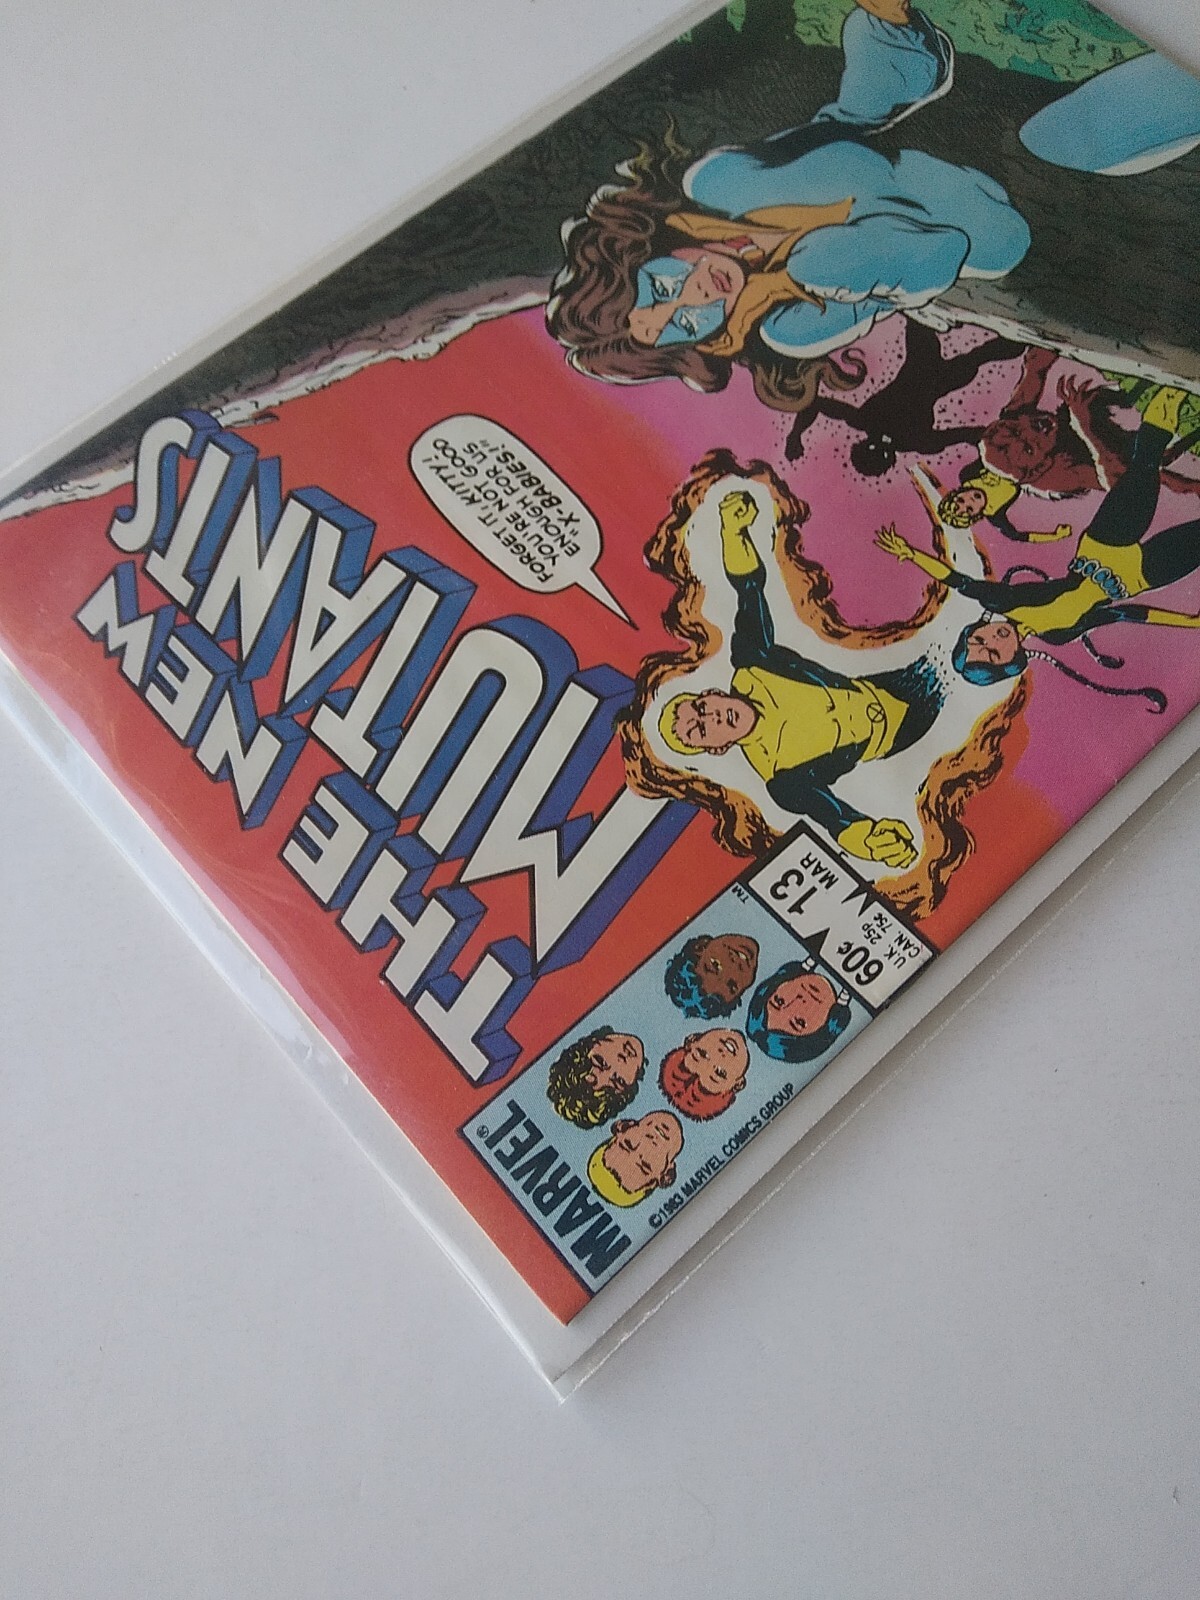 MARVEL®
©1983 MARVEL COMICS GROUP
60¢
U.K. 25p
CAN. 75¢
13
MAR
TM
THE NEW
MUTANTS
FORGET IT, KITTY!
YOU'RE NOT GOOD
ENOUGH FOR US
"X-BABIES!"